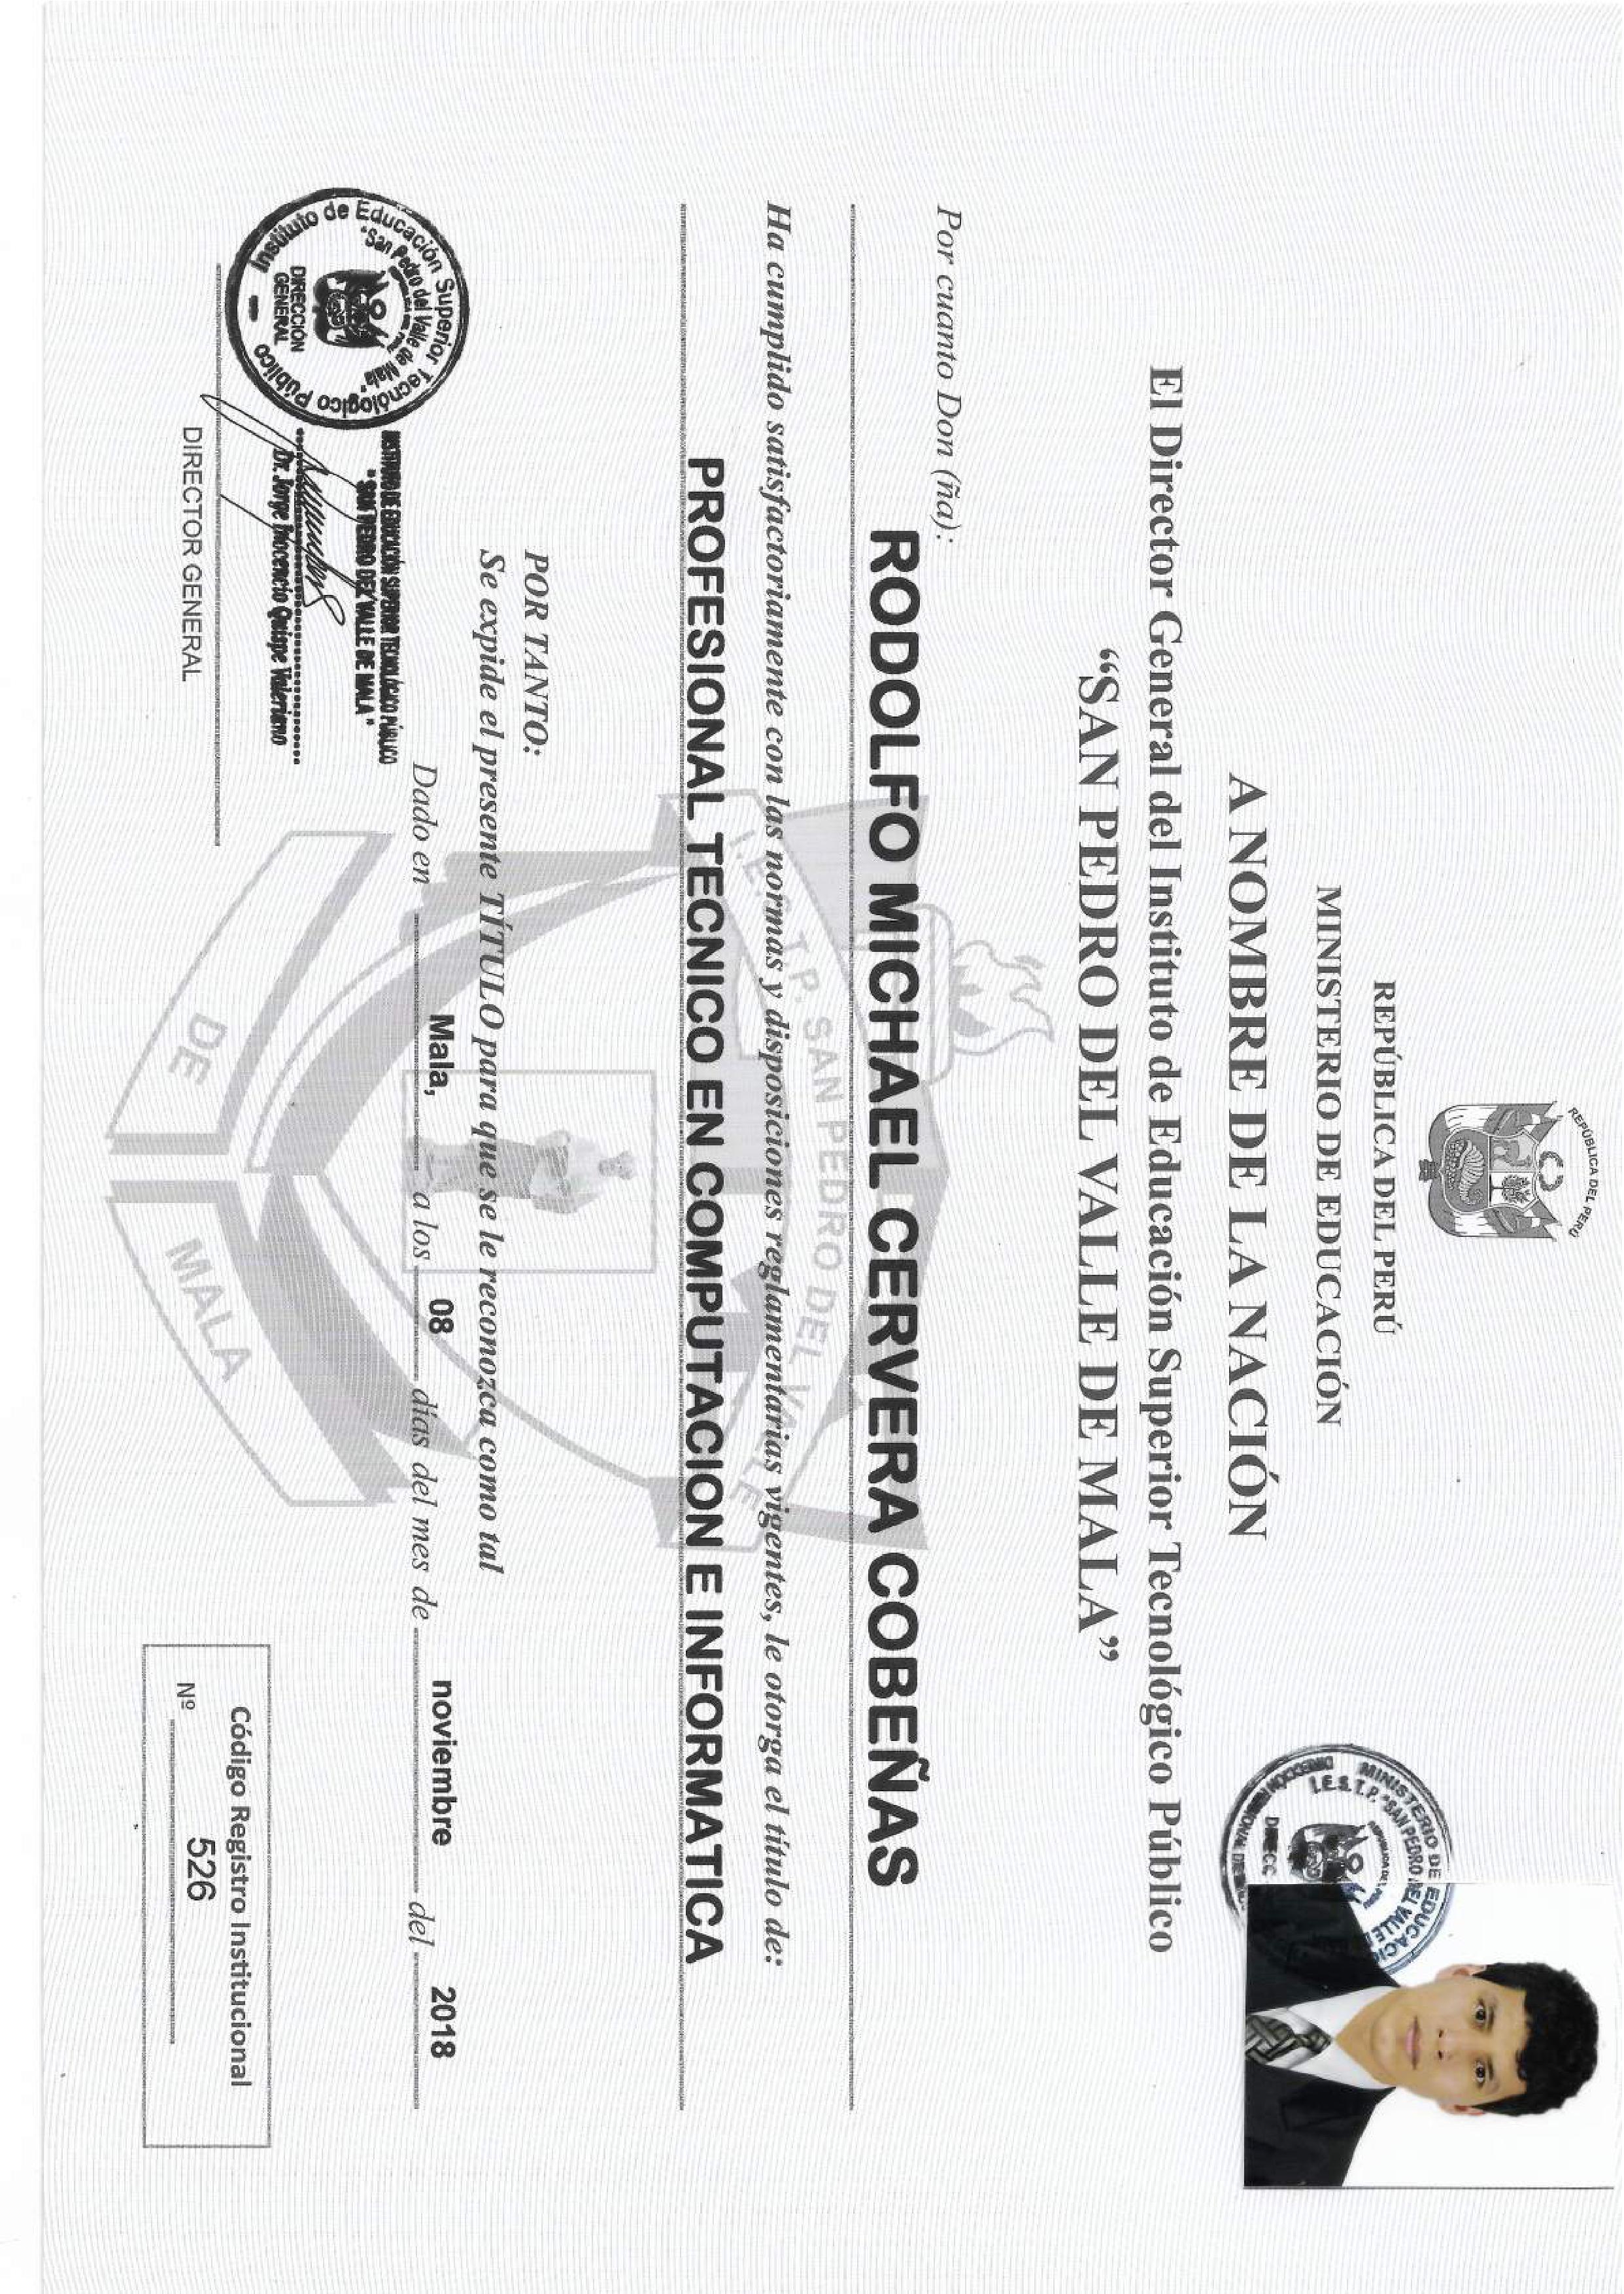 REPÚBLICA DEL PERÚ
REPÚBLICA DEL PERÚ
MINISTERIO DE EDUCACIÓN
A NOMBRE DE LA NACIÓN
El Director General del Instituto de Educación Superior Tecnológico Público
“SAN PEDRO DEL VALLE DE MALA”
MINISTERIO DE EDUCACIÓ
I.E.S.T.P. "SAN PEDRO DEL VALLE
Por cuanto Don (ña):
RODOLFO MICHAEL CERVERA COBEÑAS
Ha cumplido satisfactoriamente con las normas y disposiciones reglamentarias vigentes, le otorga el título de:
PROFESIONAL TECNICO EN COMPUTACION E INFORMATICA
I.E.S.T.P. SAN PEDRO DEL VALLE
DE MALA
POR TANTO:
Se expide el presente TÍTULO para que se le reconozca como tal
Dado en Mala, a los 08 días del mes de noviembre del 2018
Instituto de Educación Superior Tecnólogico Público
"San Pedro del Valle de Mala"
DIRECCIÓN
GENERAL
INSTITUTO DE EDUCACIÓN SUPERIOR TECNOLÓGICO PÚBLICO
"SAN PEDRO DEL VALLE DE MALA"
Dr. Jorge Inocencio Quispe Valeriano
DIRECTOR GENERAL
Código Registro Institucional
Nº 526